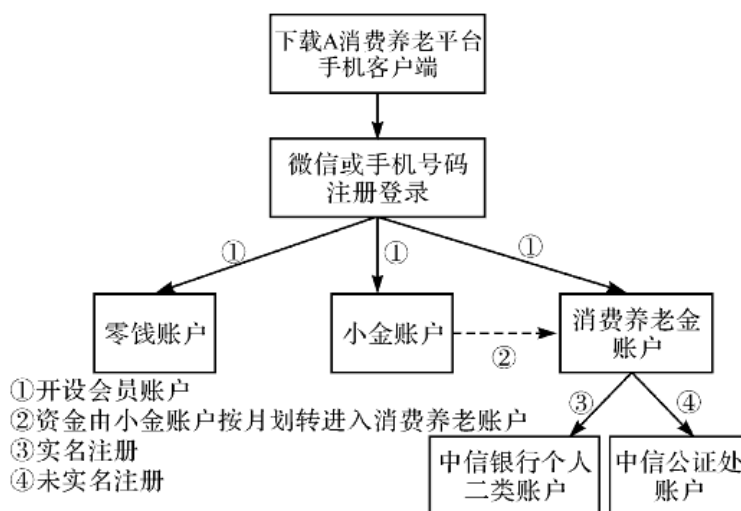 下载A消费养老平台
手机客户端
微信或手机号码
注册登录
①
①
①
零钱账户
小金账户
消费养老金
账户
②
①开设会员账户
②资金由小金账户按月划转进入消费养老账户
③实名注册
④未实名注册
③
④
中信银行个人
二类账户
中信公证处
账户